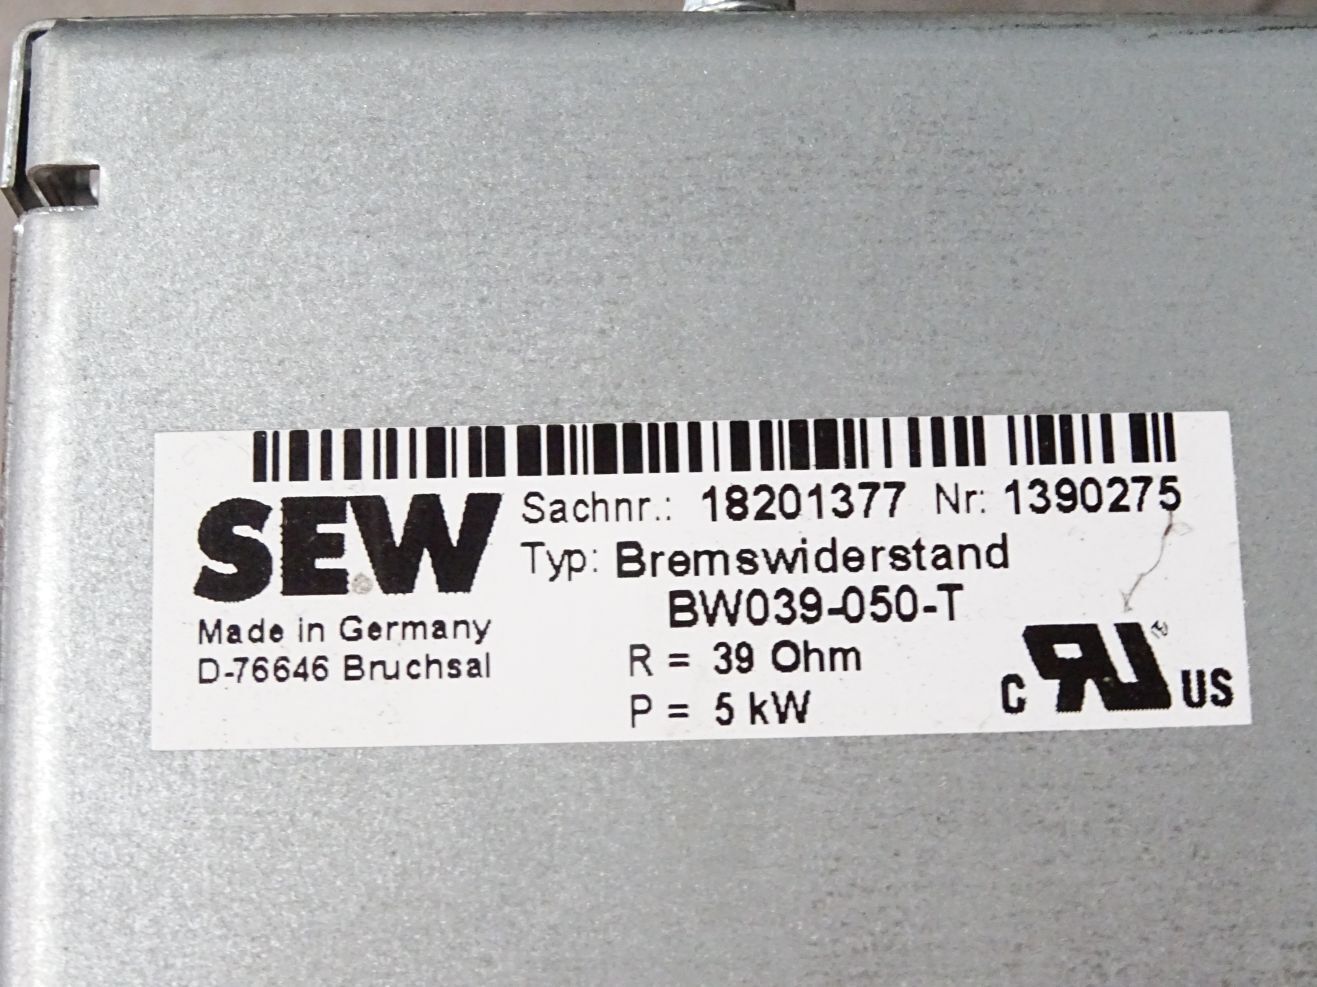 SEW
Made in Germany
D-76646 Bruchsal
Sachnr.: 18201377 Nr: 1390275
Typ: Bremswiderstand
BW039-050-T
R = 39 Ohm
P = 5 kW
C RU US